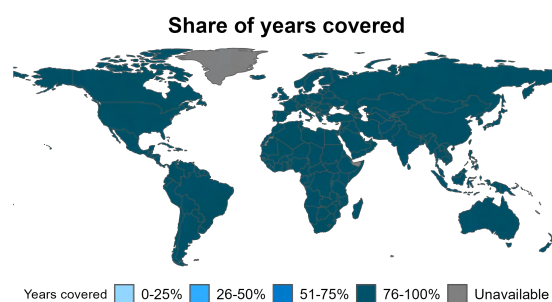 Share of years covered
Years covered 0-25% 26-50% 51-75% 76-100% Unavailable